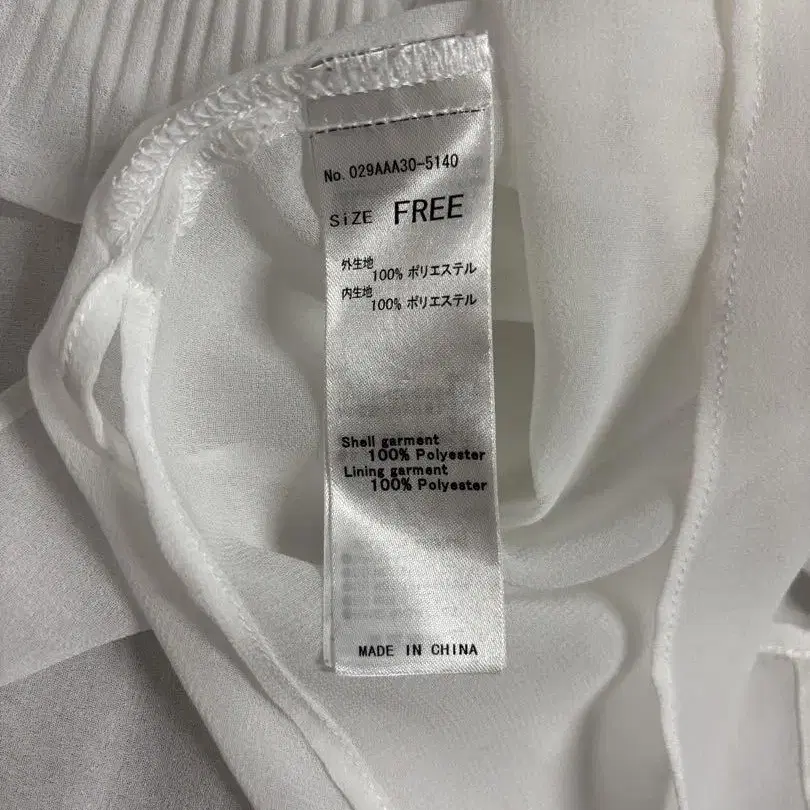 No. 029AAA30-5140
SiZE FREE
外生地
100% ポリエステル
内生地
100% ポリエステル
Shell garment
100% Polyester
Lining garment
100% Polyester
MADE IN CHINA